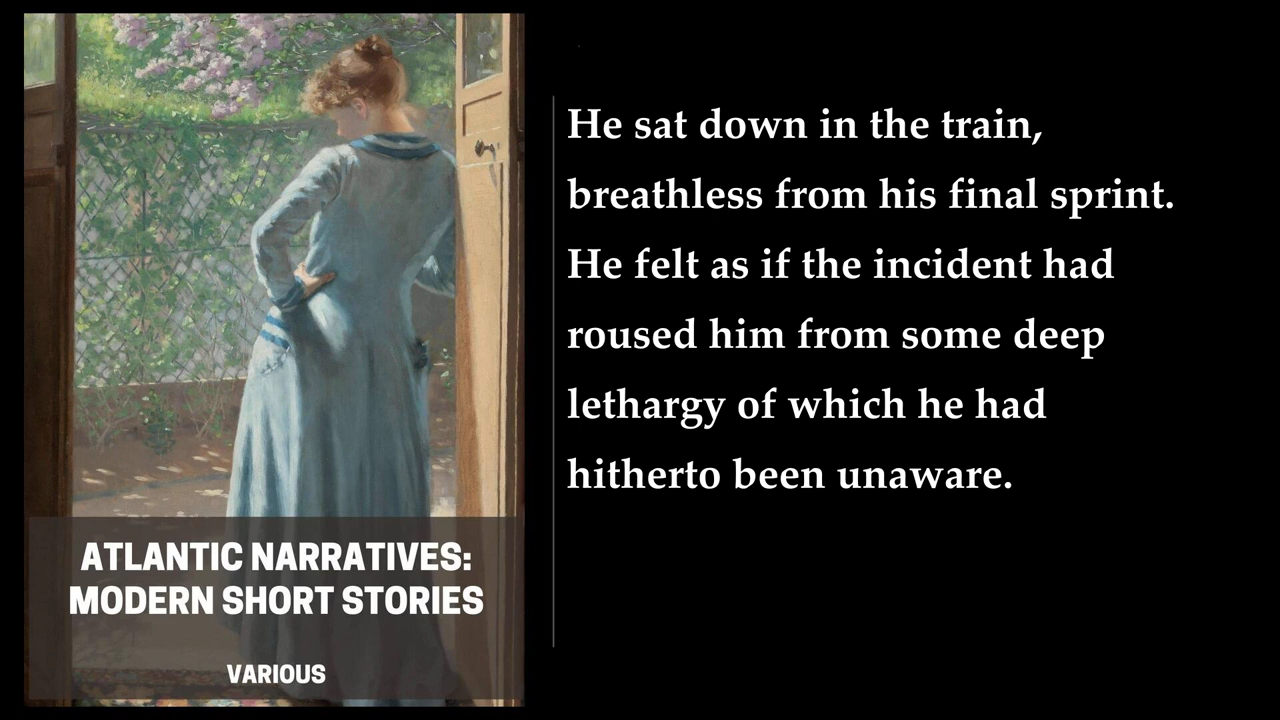 He sat down in the train,
breathless from his final sprint.
He felt as if the incident had
roused him from some deep
lethargy of which he had
hitherto been unaware.
ATLANTIC NARRATIVES:
MODERN SHORT STORIES
VARIOUS